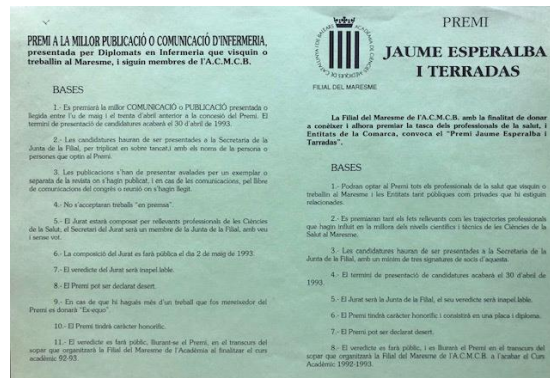 PREMI A LA MILLOR PUBLICACIÓ O COMUNICACIÓ D'INFERMERIA,
presentada per Diplomats en Infermeria que visquin o
treballin al Maresme, i siguin membres de l'A.C.M.C.B.
BASES
1.- Es premiarà la millor COMUNICACIÓ O PUBLICACIÓ presentada o
llegida entre l'u de maig i el trenta d'abril anterior a la concesió del Premi. El
termini de presentació de candidatures acabarà el 30 d'abril de 1993.
2.- Les candidatures hauran de ser presentades a la Secretaria de la
Junta de la Filial, per triplicat en sobre tancat i amb els noms de la persona o
persones que optin al Premi.
3. Les publicacions s'han de presentar avalades per un exemplar o
separata de la revista on s'hagin publicat, i en cas de les comunicacions, pel llibre
de comunicacions del congrés o reunió on s'hagin llegit.
4.- No s'acceptaran treballs "en premsa".
5.- El Jurat estarà composat per rellevants professionals de les Ciències
de la Salut, el Secretari del Jurat serà un membre de la Junta de la Filial, amb veu
i sense vot.
6.- La composició del Jurat es farà pública el dia 2 de maig de 1993.
7.- El veredicte del Jurat serà inapel.lable.
8.- El Premi pot ser declarat desert.
9.- En cas de que hi hagués més d'un treball que fos mereixedor del
Premi es donarà "Ex-equo".
10.- El Premi tindrà caràcter honorífic.
11.- El veredicte es farà públic, lliurant-se el Premi, en el transcurs del
sopar que organitzarà la Filial del Maresme de l'Acadèmia al finalitzar el curs
acadèmic 92-93.
FILIAL DEL MARESME
PREMI
JAUME ESPERALBA
I TERRADAS
La Filial del Maresme de l'A.C.M.C.B. amb la finalitat de donar
a conèixer i alhora premiar la tasca dels professionals de la salut, i
Entitats de la Comarca, convoca el "Premi Jaume Esperalba i
Tarradas".
BASES
1.- Podran optar al Premi tots els professionals de la salut que visquin o
treballin al Maresme i les Entitats tant públiques com privades que hi estiguin
relacionades.
2.- Es premiaran tant els fets rellevants com les trajectories professionals
que hagin influit en la millora dels nivells científics i tècnics de les Ciències de la
Salut al Maresme.
3.- Les candidatures hauran de ser presentades a la Secretaria de la
Junta de la Filial, amb un mínim de tres signatures de socis d'aquesta.
4.- El termini de presentació de candidatures acabarà el 30 d'abril de
1993.
5.- El Jurat serà la Junta de la Filial, el seu veredicte serà inapel.lable.
6.- El Premi tindrà caràcter honorífic i consistirà en una placa i diploma.
7.- El Premi pot ser declarat desert.
8.- El veredicte es farà públic, i es lliurarà el Premi en el transcurs del
sopar que organitzarà la Filial del Maresme de l'A.C.M.C.B. a l'acabar el Curs
Acadèmic 1992-1993.